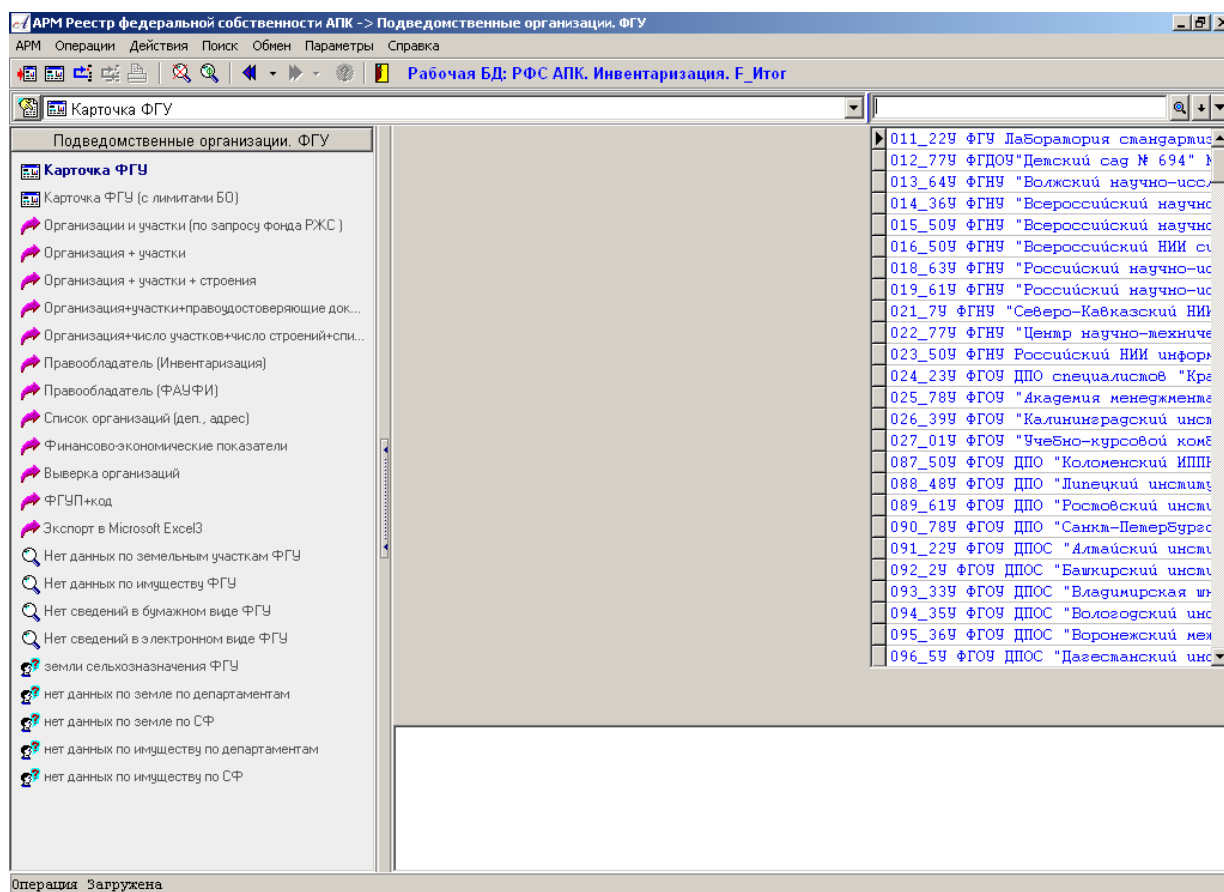 АРМ Реестр федеральной собственности АПК -> Подведомственные организации. ФГУ
АРМ Операции Действия Поиск Обмен Параметры Справка
Рабочая БД: РФС АПК. Инвентаризация. F_Итог
Карточка ФГУ
Подведомственные организации. ФГУ
Карточка ФГУ
Карточка ФГУ (с лимитами БО)
Организации и участки (по запросу фонда РЖС )
Организация + участки
Организация + участки + строения
Организация+участки+правоудостоверяющие док...
Организация+число участков+число строений+спи...
Правообладатель (Инвентаризация)
Правообладатель (ФАУФИ)
Список организаций (деп., адрес)
Финансово-экономические показатели
Выверка организаций
ФГУП+код
Экспорт в Microsoft Excel3
Нет данных по земельным участкам ФГУ
Нет данных по имуществу ФГУ
Нет сведений в бумажном виде ФГУ
Нет сведений в электронном виде ФГУ
земли сельхозназначения ФГУ
нет данных по земле по департаментам
нет данных по земле по СФ
нет данных по имуществу по департаментам
нет данных по имуществу по СФ
011_22У ФГУ Лаборатория стандартиз
012_77У ФГДОУ"Детский сад № 694"
013_64У ФГНУ "Волжский научно-иссл
014_36У ФГНУ "Всероссийский научно
015_50У ФГНУ "Всероссийский научно
016_50У ФГНУ "Всероссийский НИИ си
018_63У ФГНУ "Российский научно-ис
019_61У ФГНУ "Российский научно-ис
021_7У ФГНУ "Северо-Кавказский НИИ
022_77У ФГНУ "Центр научно-техниче
023_50У ФГНУ Российский НИИ информ
024_23У ФГОУ ДПО специалистов "Кра
025_78У ФГОУ "Академия менеджмента
026_39У ФГОУ "Калининградский инст
027_01У ФГОУ "Учебно-курсовой комб
087_50У ФГОУ ДПО "Коломенский ИППК
088_48У ФГОУ ДПО "Липецкий институ
089_61У ФГОУ ДПО "Ростовский инсти
090_78У ФГОУ ДПО "Санкт-Петербургс
091_22У ФГОУ ДПОС "Алтайский инсти
092_2У ФГОУ ДПОС "Башкирский инсти
093_33У ФГОУ ДПОС "Владимирская шк
094_35У ФГОУ ДПОС "Вологодский инс
095_36У ФГОУ ДПОС "Воронежский меж
096_5У ФГОУ ДПОС "Дагестанский инс
Операция Загружена